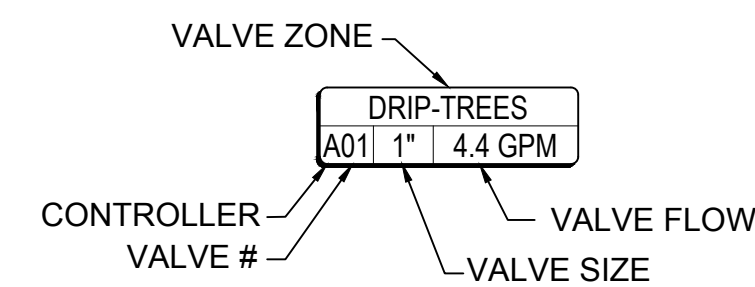 VALVE ZONE
DRIP-TREES
A01 1" 4.4 GPM
CONTROLLER
VALVE FLOW
VALVE #
VALVE SIZE